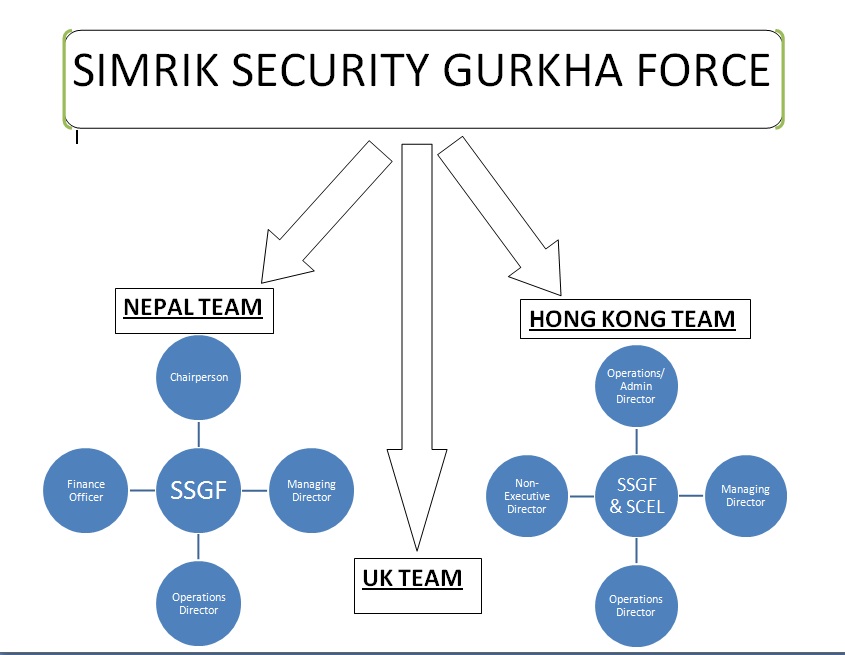 SIMRIK SECURITY GURKHA FORCE
NEPAL TEAM
Chairperson
Finance
Officer
SSGF
Managing
Director
Operations
Director
UK TEAM
HONG KONG TEAM
Operations/
Admin
Director
Non-
Executive
Director
SSGF
& SCEL
Managing
Director
Operations
Director